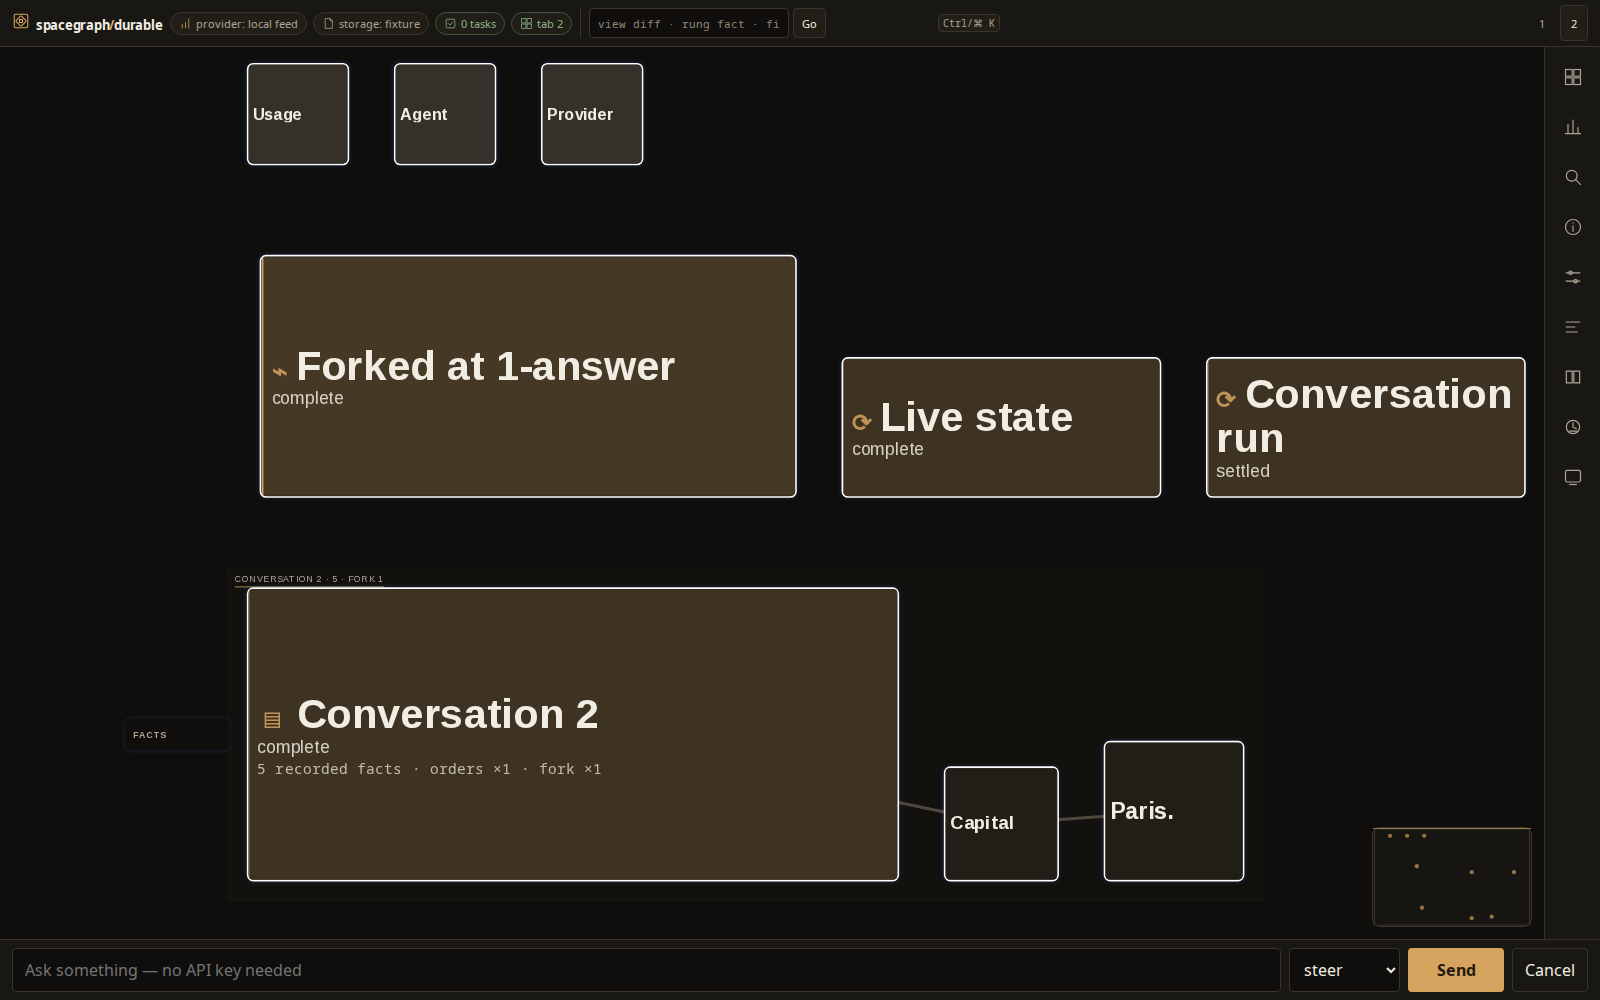 spacegraph/durable
provider: local feed
storage: fixture
0 tasks
tab 2
view diff · rung fact · fi
Go
Ctrl/⌘ K
1
2
Usage
Agent
Provider
Forked at 1-answer
complete
Live state
complete
Conversation
run
settled
CONVERSATION 2 · 5 · FORK 1
Conversation 2
complete
5 recorded facts · orders ×1 · fork ×1
FACTS
Capital
Paris.
Ask something — no API key needed
steer
Send
Cancel